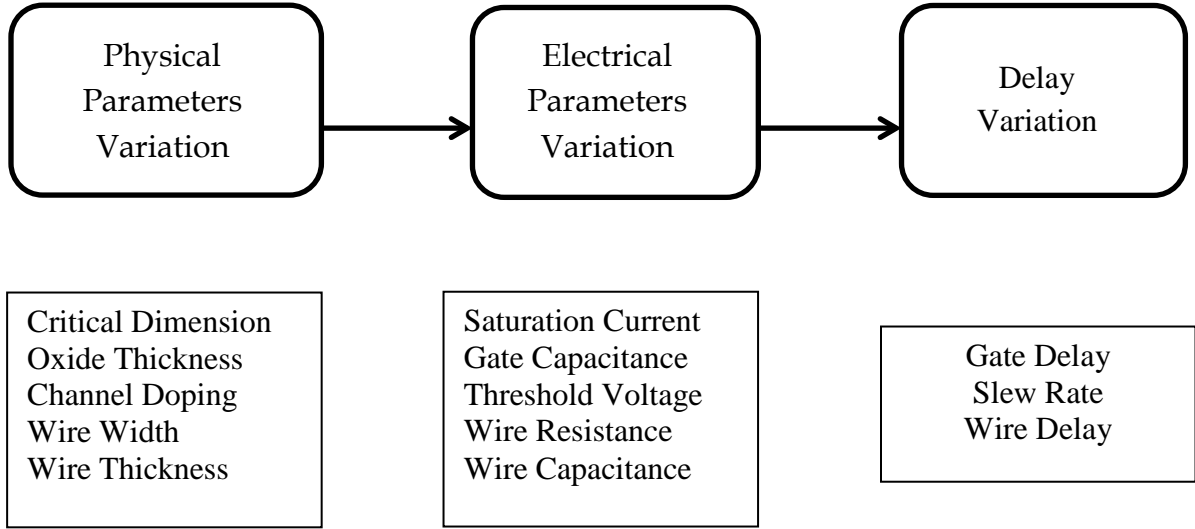 Physical
Parameters
Variation
Electrical
Parameters
Variation
Delay
Variation
Critical Dimension
Oxide Thickness
Channel Doping
Wire Width
Wire Thickness
Saturation Current
Gate Capacitance
Threshold Voltage
Wire Resistance
Wire Capacitance
Gate Delay
Slew Rate
Wire Delay